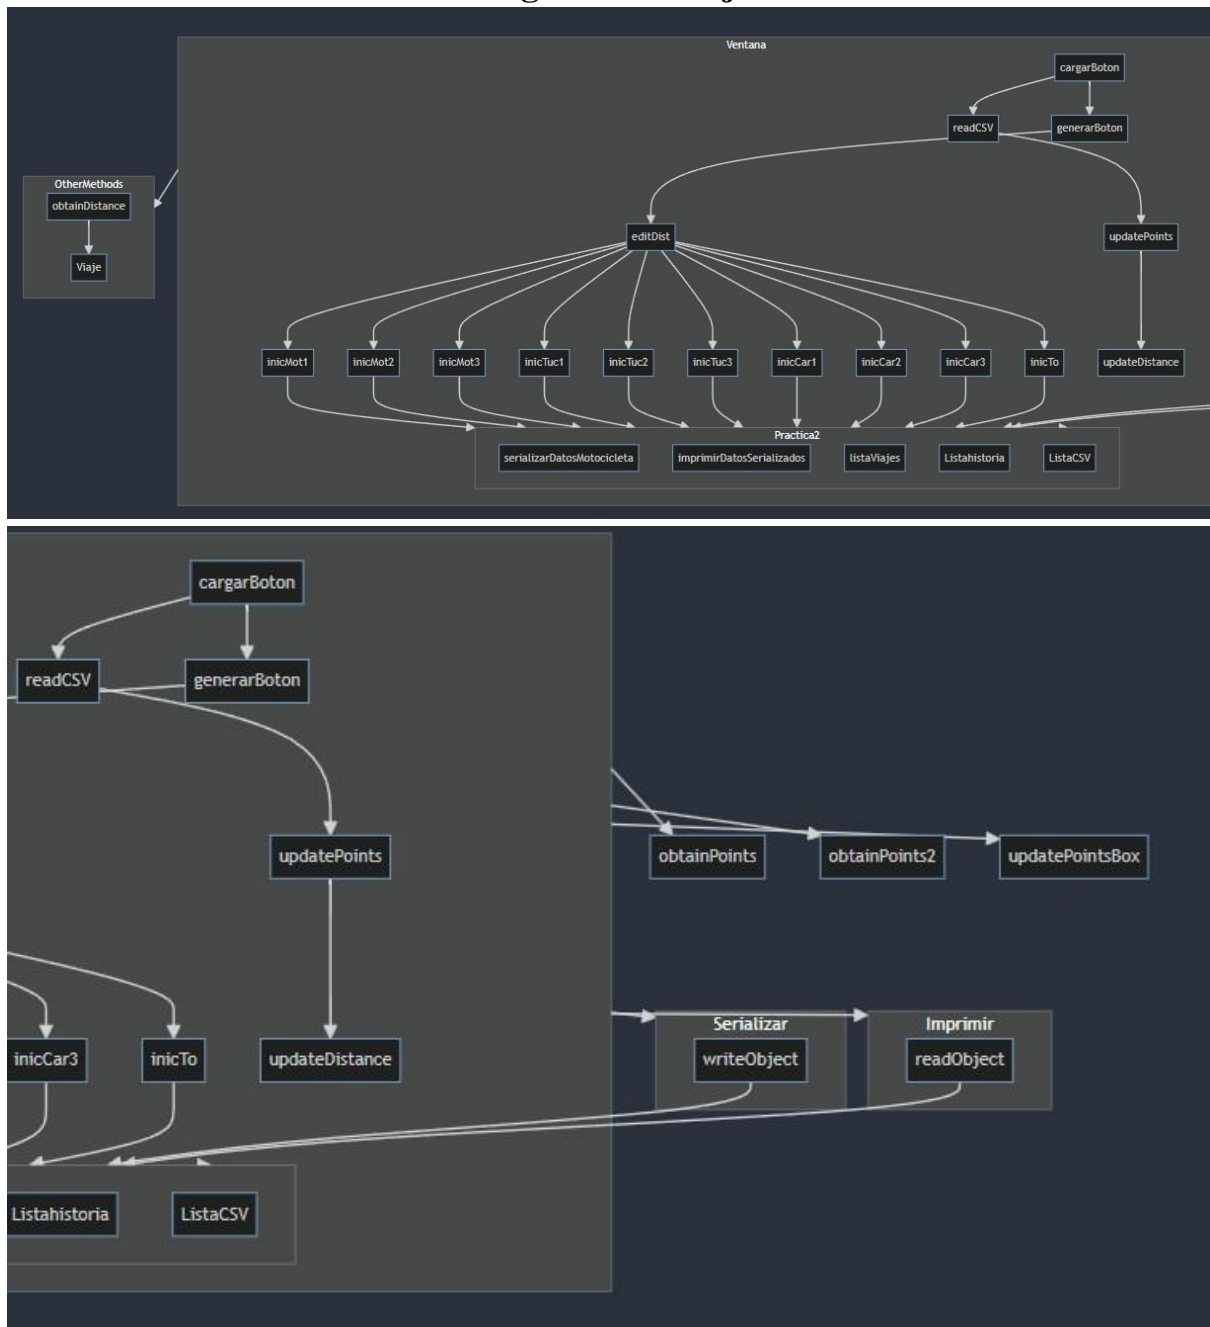 Ventana
cargarBoton
readCSV
generarBoton
OtherMethods
obtainDistance
editDist
updatePoints
Viaje
inicMot1
inicMot2
inicMot3
inicTuc1
inicTuc2
inicTuc3
inicCar1
inicCar2
inicCar3
inicTo
updateDistance
Practica2
serializarDatosMotocicleta
imprimirDatosSerializados
listaViajes
Listahistoria
ListaCSV
cargarBoton
readCSV
generarBoton
updatePoints
obtainPoints
obtainPoints2
updatePointsBox
Serializar
Imprimir
inicCar3
inicTo
updateDistance
writeObject
readObject
Listahistoria
ListaCSV